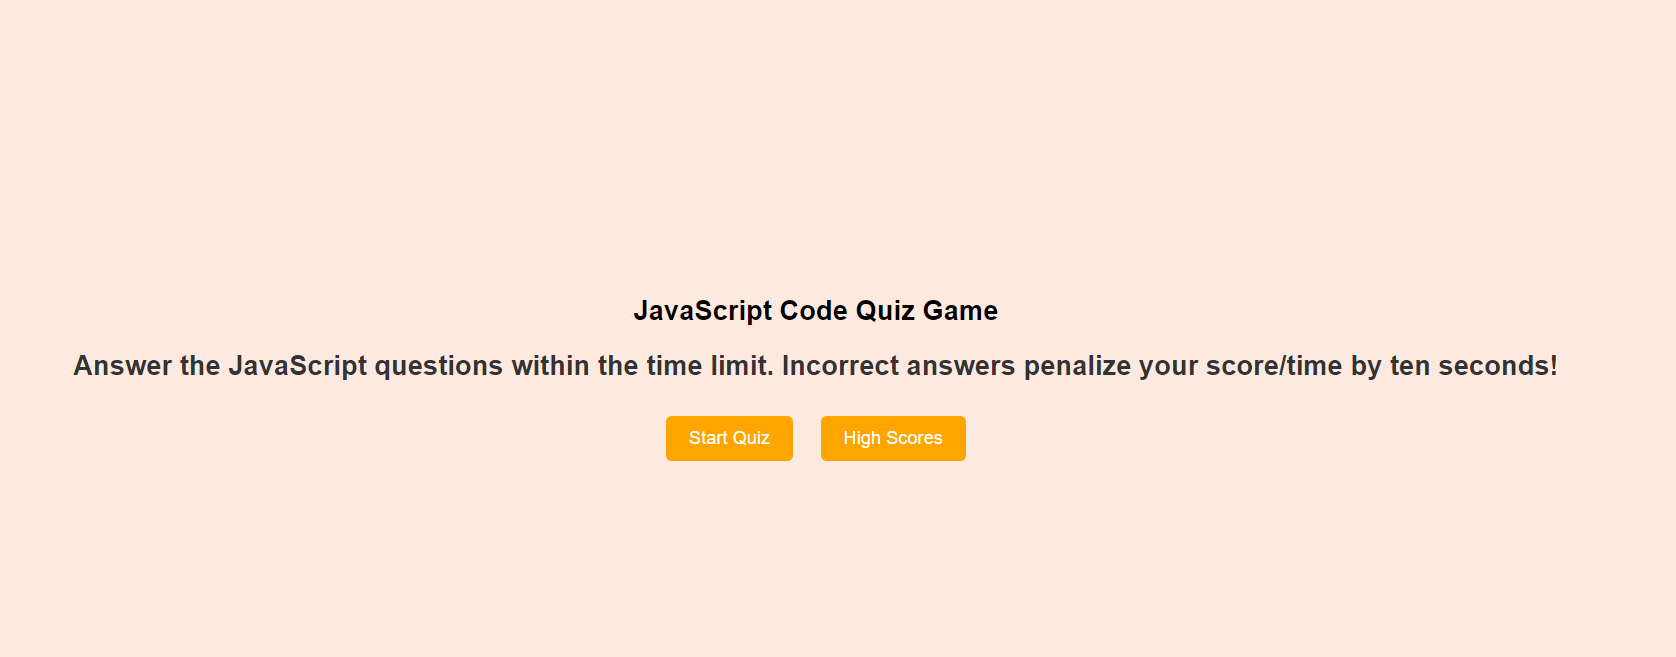 JavaScript Code Quiz Game
Answer the JavaScript questions within the time limit. Incorrect answers penalize your score/time by ten seconds!
Start Quiz
High Scores